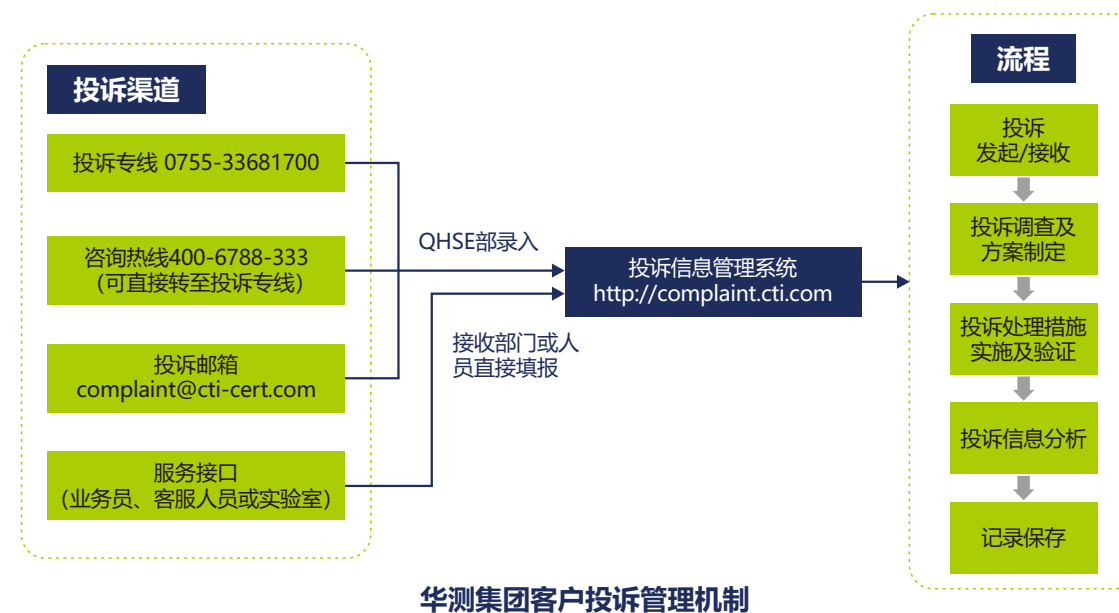 投诉渠道
投诉专线 0755-33681700
咨询热线400-6788-333
（可直接转至投诉专线）
投诉邮箱
complaint@cti-cert.com
服务接口
（业务员、客服人员或实验室）
QHSE部录入
接收部门或人
员直接填报
投诉信息管理系统
http://complaint.cti.com
流程
投诉
发起/接收
投诉调查及
方案制定
投诉处理措施
实施及验证
投诉信息分析
记录保存
华测集团客户投诉管理机制